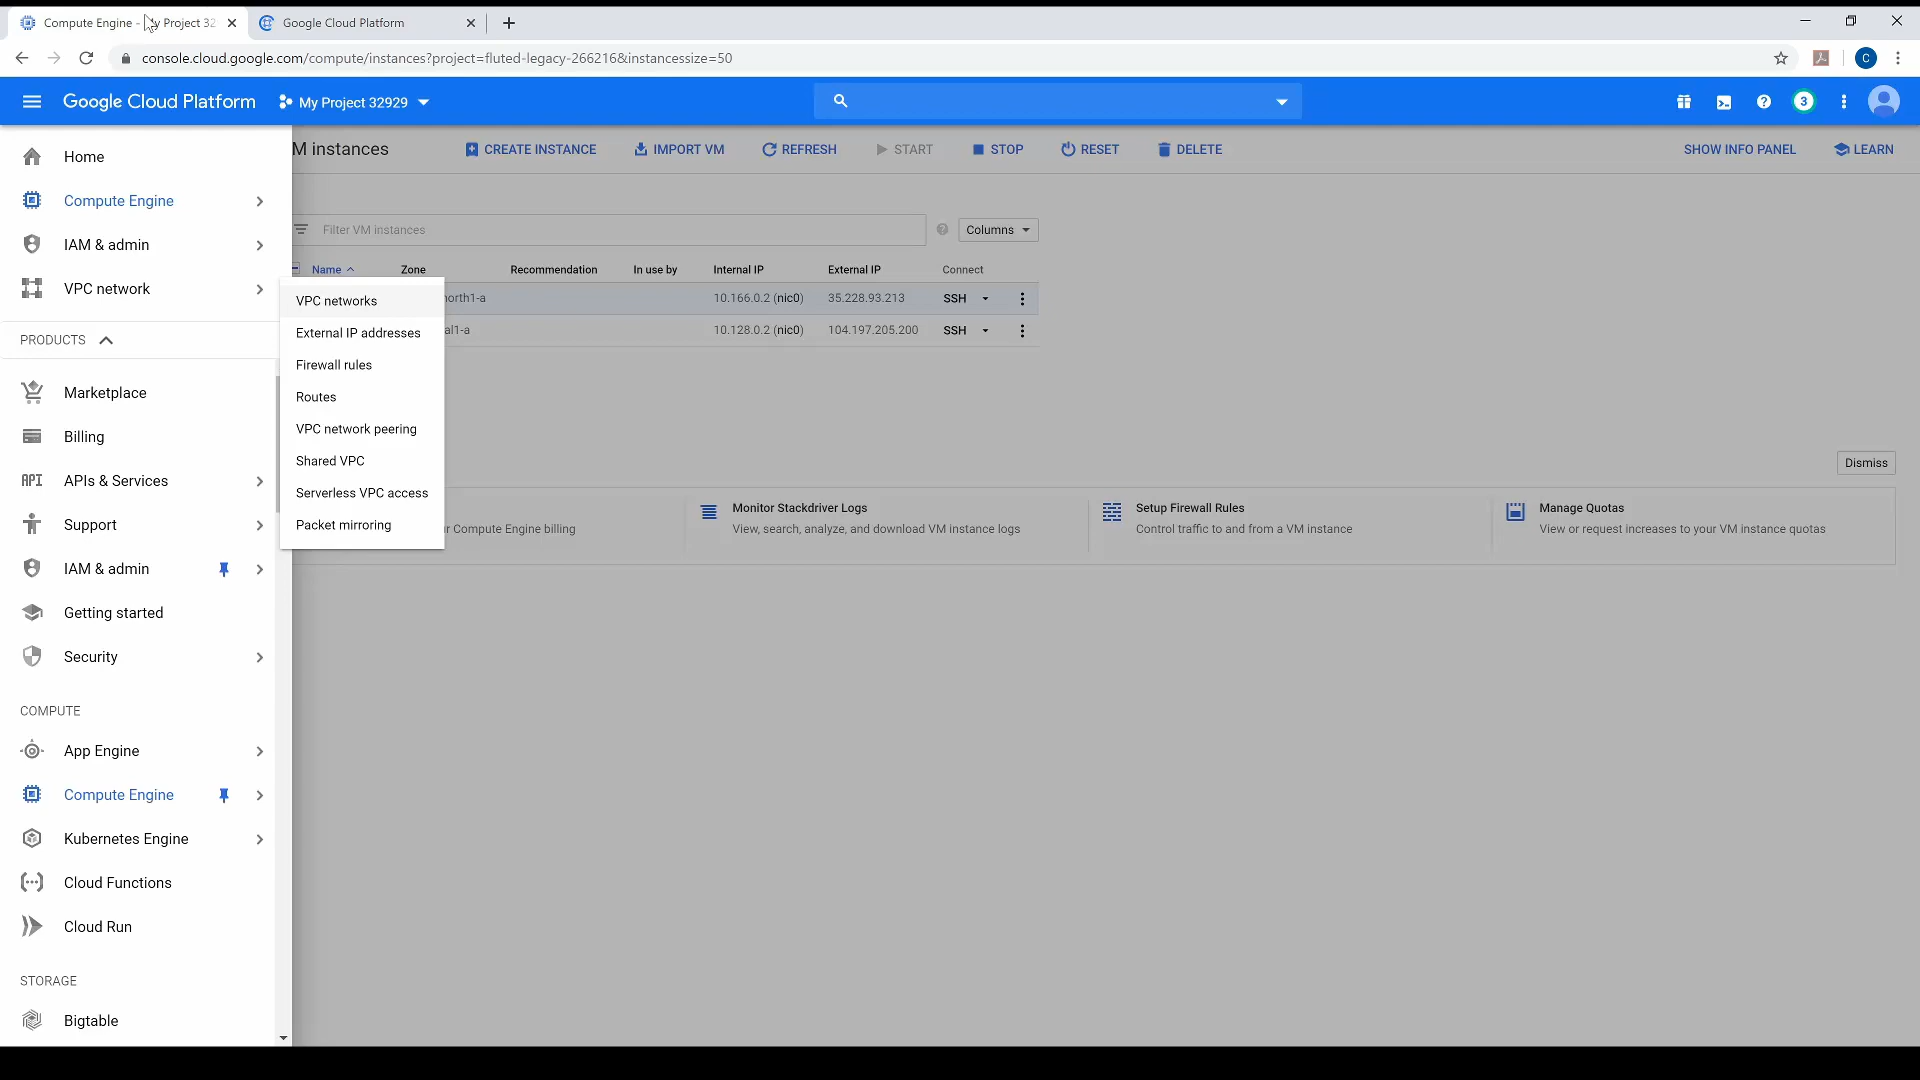 Compute Engine - My Project 32
Google Cloud Platform
console.cloud.google.com/compute/instances?project=fluted-legacy-266216&instancessize=50
C
Google Cloud Platform
My Project 32929
3
Home
Compute Engine
IAM & admin
VPC network
PRODUCTS
Marketplace
Billing
API APIs & Services
Support
IAM & admin
Getting started
Security
COMPUTE
App Engine
Compute Engine
Kubernetes Engine
Cloud Functions
Cloud Run
STORAGE
Bigtable
VPC networks
External IP addresses
Firewall rules
Routes
VPC network peering
Shared VPC
Serverless VPC access
Packet mirroring
M instances
CREATE INSTANCE
IMPORT VM
REFRESH
START
STOP
RESET
DELETE
SHOW INFO PANEL
LEARN
Filter VM instances
Columns
Name Zone Recommendation In use by Internal IP External IP Connect
orth1-a 10.166.0.2 (nic0) 35.228.93.213 SSH
al1-a 10.128.0.2 (nic0) 104.197.205.200 SSH
Dismiss
r Compute Engine billing
Monitor Stackdriver Logs
View, search, analyze, and download VM instance logs
Setup Firewall Rules
Control traffic to and from a VM instance
Manage Quotas
View or request increases to your VM instance quotas